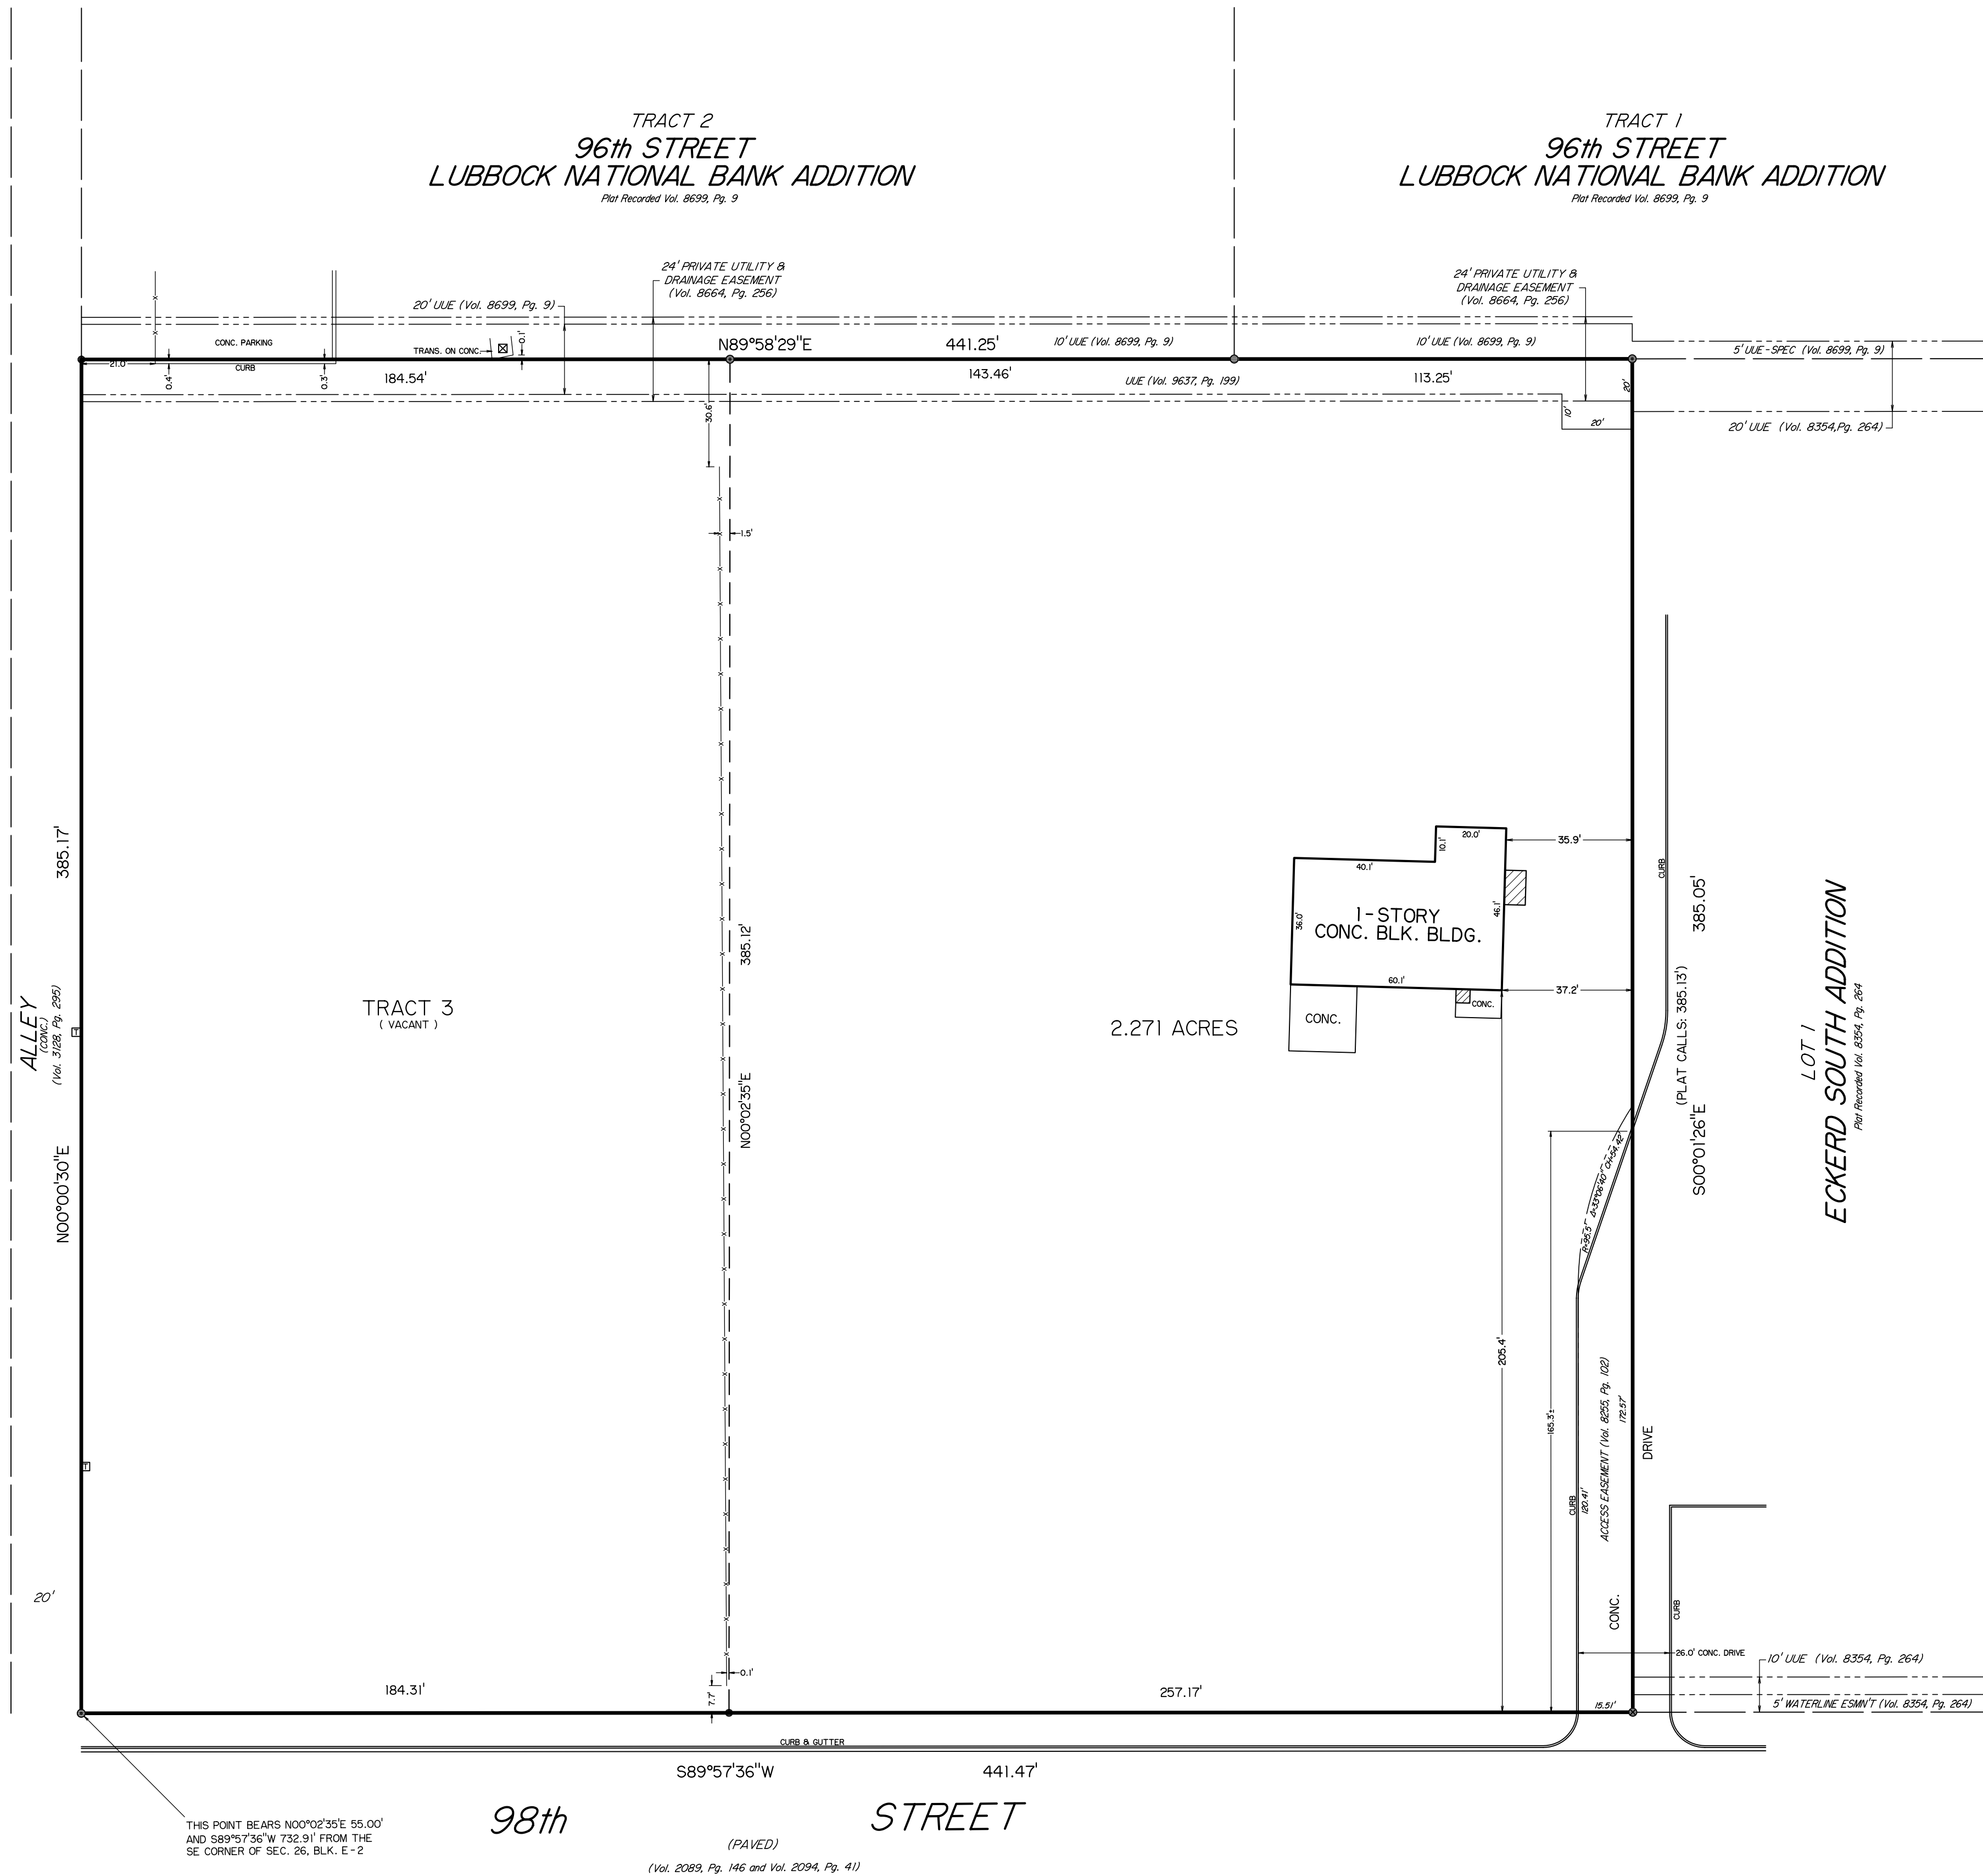 TRACT 2
96th STREET
LUBBOCK NATIONAL BANK ADDITION
Plat Recorded Vol. 8699, Pg. 9
TRACT 1
96th STREET
LUBBOCK NATIONAL BANK ADDITION
Plat Recorded Vol. 8699, Pg. 9
24' PRIVATE UTILITY &
DRAINAGE EASEMENT
(Vol. 8664, Pg. 256)
20' UUE (Vol. 8699, Pg. 9)
24' PRIVATE UTILITY &
DRAINAGE EASEMENT
(Vol. 8664, Pg. 256)
CONC. PARKING
TRANS. ON CONC.
0.1'
N89°58'29"E
441.25'
10' UUE (Vol. 8699, Pg. 9)
10' UUE (Vol. 8699, Pg. 9)
5' UUE-SPEC (Vol. 8699, Pg. 9)
21.0
0.4'
CURB
0.3'
184.54'
143.46'
UUE (Vol. 9637, Pg. 199)
113.25'
20'
10'
20'
20' UUE (Vol. 8354,Pg. 264)
30.6'
1.5'
385.17'
N00°00'30"E
ALLEY
(CONC.)
(Vol. 3128, Pg. 295)
T
T
20'
TRACT 3
( VACANT )
385.12'
N00°02'35"E
2.271 ACRES
20.0'
10.1'
40.1'
36.0'
46.1'
60.1'
1-STORY
CONC. BLK. BLDG.
35.9'
37.2'
CONC.
CONC.
CURB
385.05'
(PLAT CALLS: 385.13')
S00°01'26"E
LOT 1
ECKERD SOUTH ADDITION
Plat Recorded Vol. 8354, Pg. 264
R=95.5' Δ=33°06'40" CH=54.42'
205.4'
165.3'±
ACCESS EASEMENT (Vol. 8255, Pg. 102)
172.57'
120.41'
CURB
DRIVE
CONC.
CURB
26.0' CONC. DRIVE
10' UUE (Vol. 8354, Pg. 264)
5' WATERLINE ESMN'T (Vol. 8354, Pg. 264)
184.31'
7.7'
0.1'
257.17'
15.51'
CURB & GUTTER
S89°57'36"W
441.47'
98th STREET
(PAVED)
(Vol. 2089, Pg. 146 and Vol. 2094, Pg. 41)
THIS POINT BEARS N00°02'35'E 55.00'
AND S89°57'36"W 732.91' FROM THE
SE CORNER OF SEC. 26, BLK. E-2